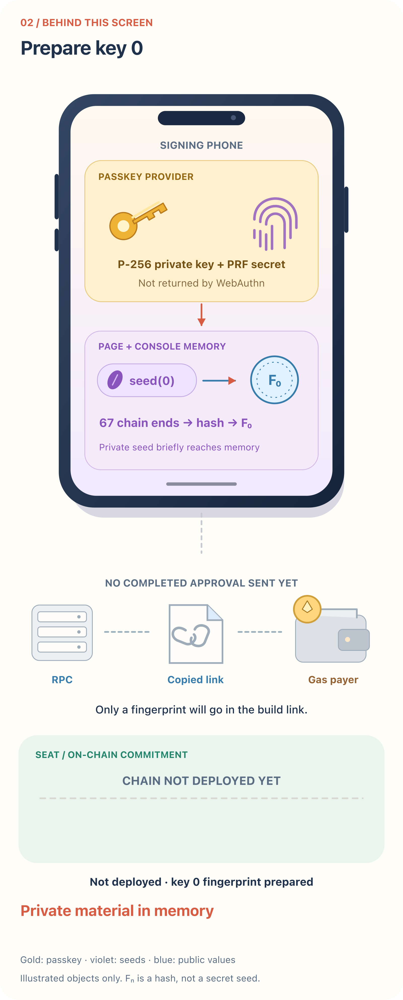 02 / BEHIND THIS SCREEN
Prepare key 0
SIGNING PHONE
PASSKEY PROVIDER
P-256 private key + PRF secret
Not returned by WebAuthn
PAGE + CONSOLE MEMORY
seed(0)
F₀
67 chain ends → hash → F₀
Private seed briefly reaches memory
NO COMPLETED APPROVAL SENT YET
RPC
Copied link
Gas payer
Only a fingerprint will go in the build link.
SEAT / ON-CHAIN COMMITMENT
CHAIN NOT DEPLOYED YET
Not deployed · key 0 fingerprint prepared
Private material in memory
Gold: passkey · violet: seeds · blue: public values
Illustrated objects only. Fₙ is a hash, not a secret seed.